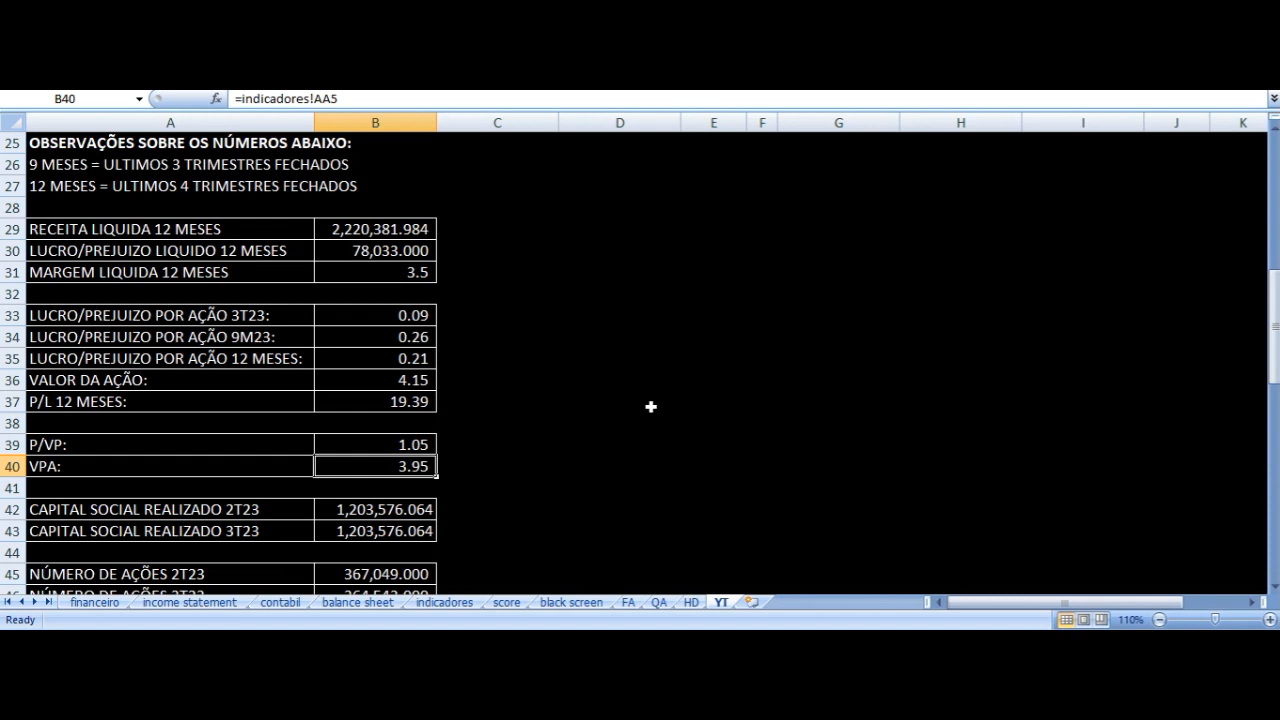 B40 fx =indicadores!AA5
A B C D E F G H I J K
25 OBSERVAÇÕES SOBRE OS NÚMEROS ABAIXO:
26 9 MESES = ULTIMOS 3 TRIMESTRES FECHADOS
27 12 MESES = ULTIMOS 4 TRIMESTRES FECHADOS
28
29 RECEITA LIQUIDA 12 MESES 2,220,381.984
30 LUCRO/PREJUIZO LIQUIDO 12 MESES 78,033.000
31 MARGEM LIQUIDA 12 MESES 3.5
32
33 LUCRO/PREJUIZO POR AÇÃO 3T23: 0.09
34 LUCRO/PREJUIZO POR AÇÃO 9M23: 0.26
35 LUCRO/PREJUIZO POR AÇÃO 12 MESES: 0.21
36 VALOR DA AÇÃO: 4.15
37 P/L 12 MESES: 19.39
38
39 P/VP: 1.05
40 VPA: 3.95
41
42 CAPITAL SOCIAL REALIZADO 2T23 1,203,576.064
43 CAPITAL SOCIAL REALIZADO 3T23 1,203,576.064
44
45 NÚMERO DE AÇÕES 2T23 367,049.000
financeiro income statement contabil balance sheet indicadores score black screen FA QA HD YT
Ready 110%